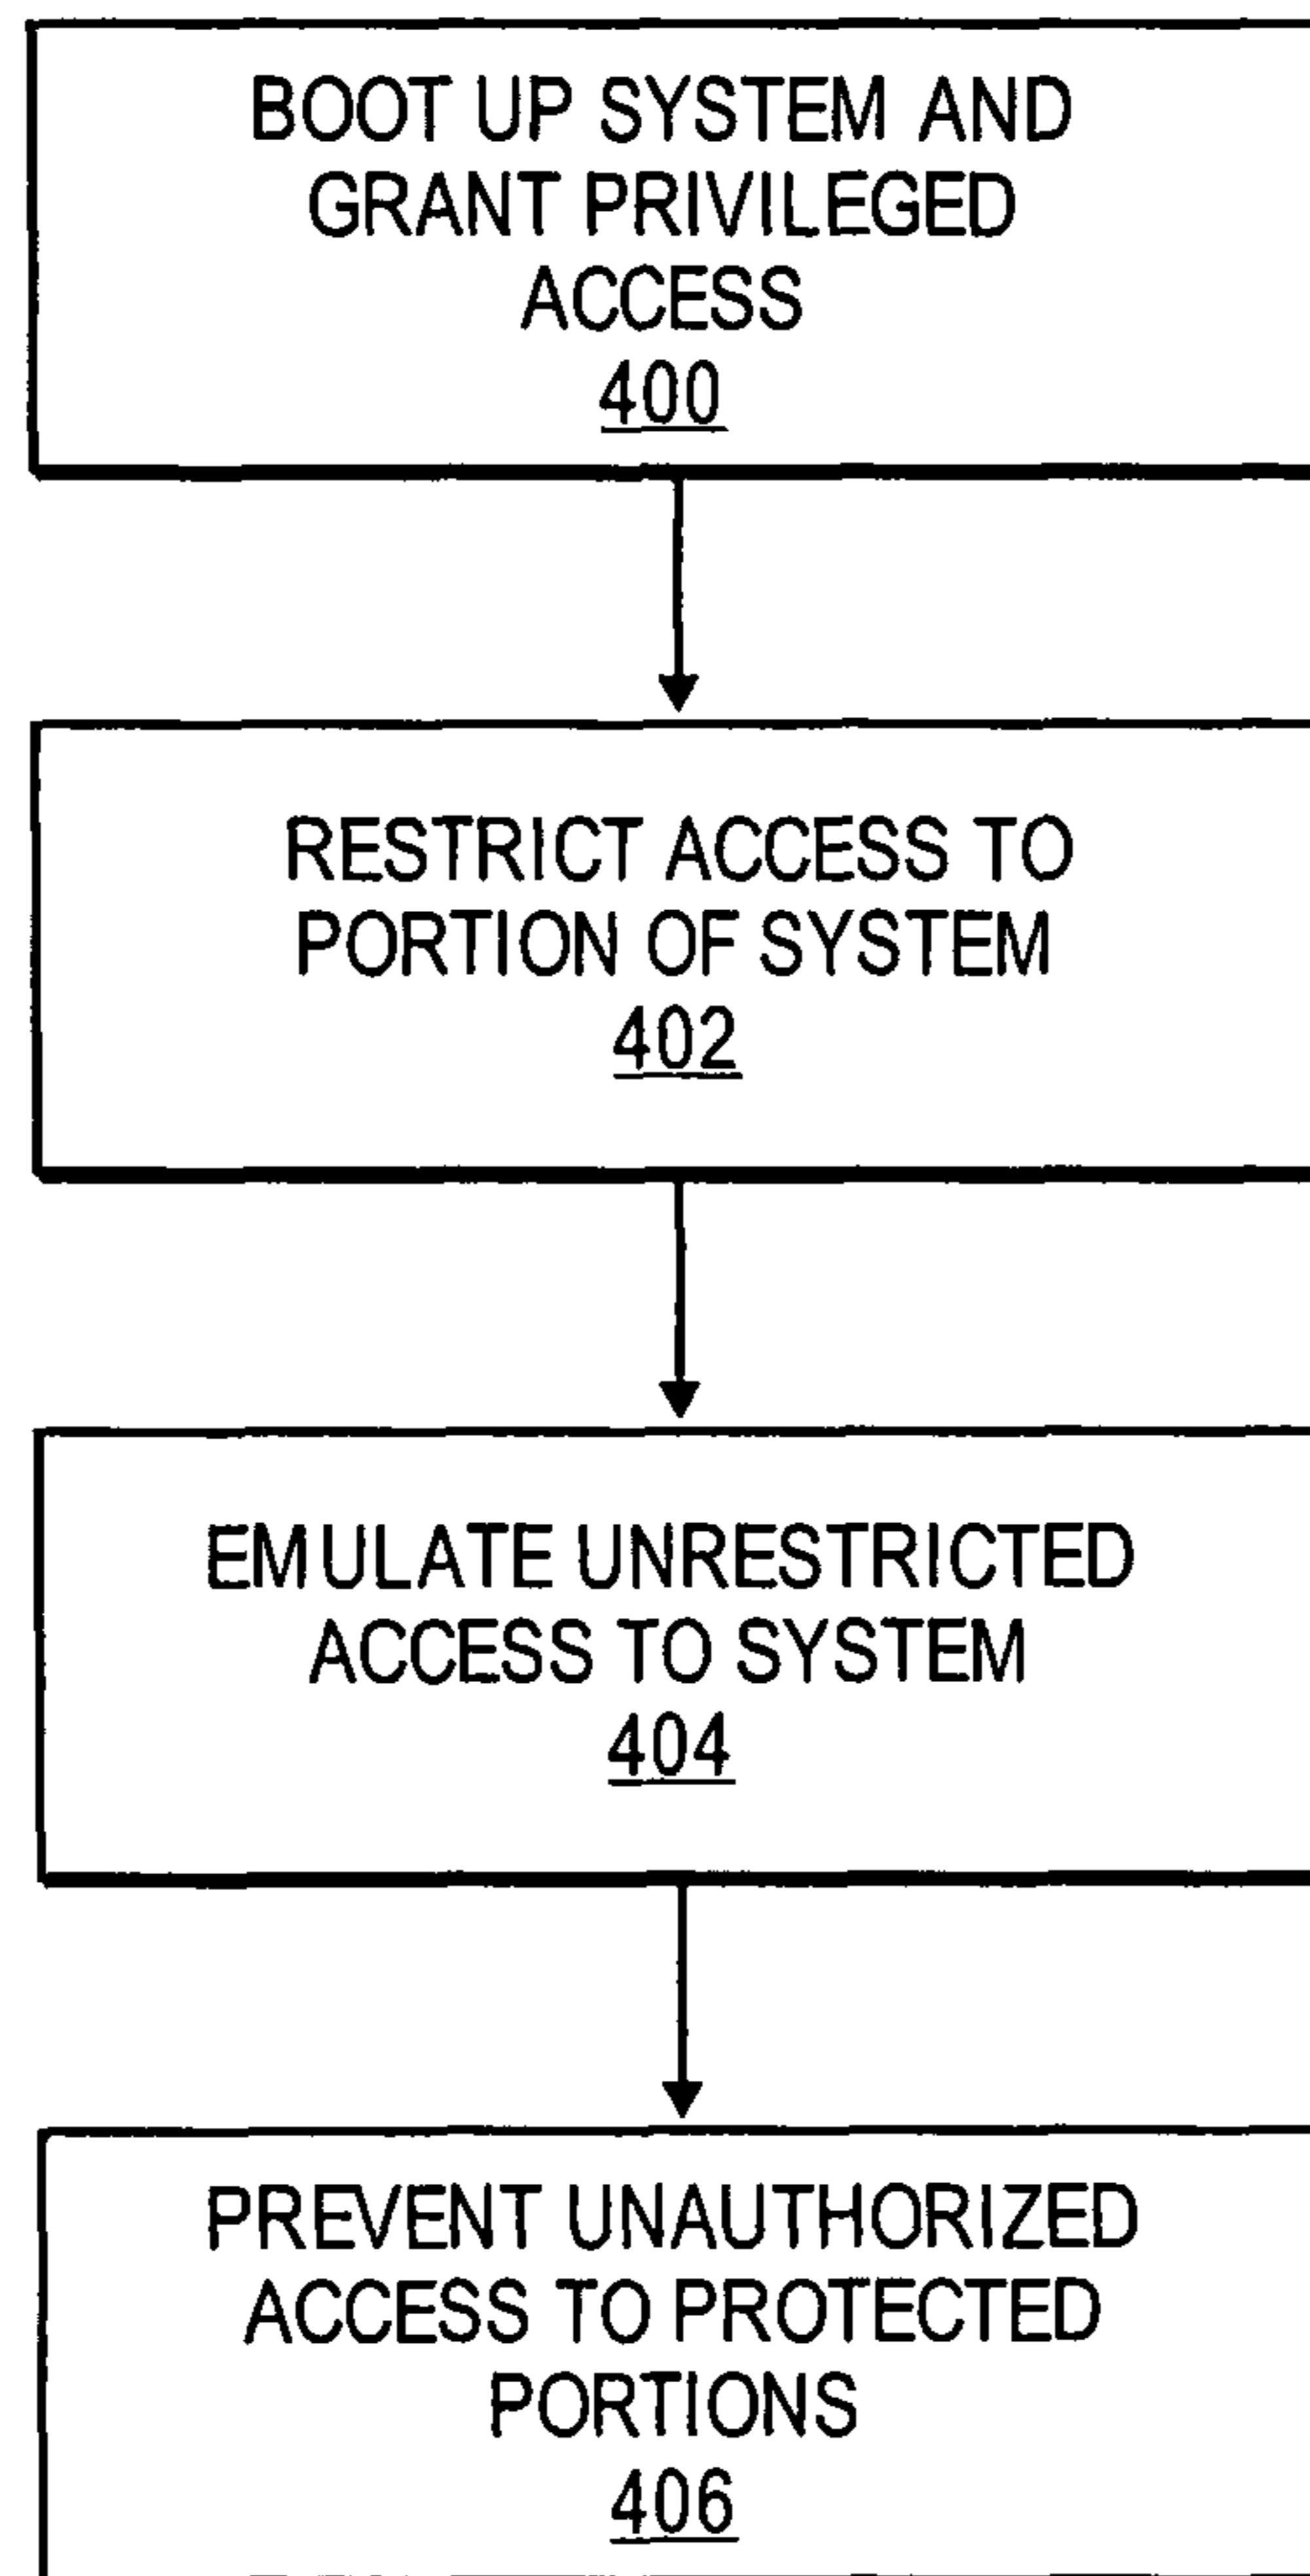 BOOT UP SYSTEM AND
GRANT PRIVILEGED
ACCESS
400
RESTRICT ACCESS TO
PORTION OF SYSTEM
402
EMULATE UNRESTRICTED
ACCESS TO SYSTEM
404
PREVENT UNAUTHORIZED
ACCESS TO PROTECTED
PORTIONS
406